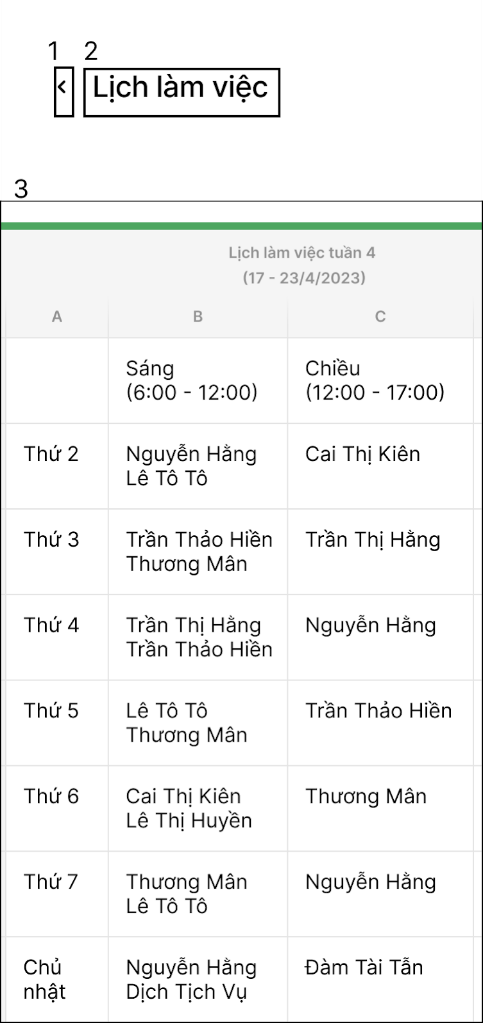 1 2
< Lịch làm việc
3
Lịch làm việc tuần 4
(17 - 23/4/2023)
A B C
Sáng Chiều
(6:00 - 12:00) (12:00 - 17:00)
Thứ 2 Nguyễn Hằng Cai Thị Kiên
Lê Tô Tô
Thứ 3 Trần Thảo Hiền Trần Thị Hằng
Thương Mân
Thứ 4 Trần Thị Hằng Nguyễn Hằng
Trần Thảo Hiền
Thứ 5 Lê Tô Tô Trần Thảo Hiền
Thương Mân
Thứ 6 Cai Thị Kiên Thương Mân
Lê Thị Huyền
Thứ 7 Thương Mân Nguyễn Hằng
Lê Tô Tô
Chủ Nguyễn Hằng Đàm Tài Tẫn
nhật Dịch Tịch Vụ